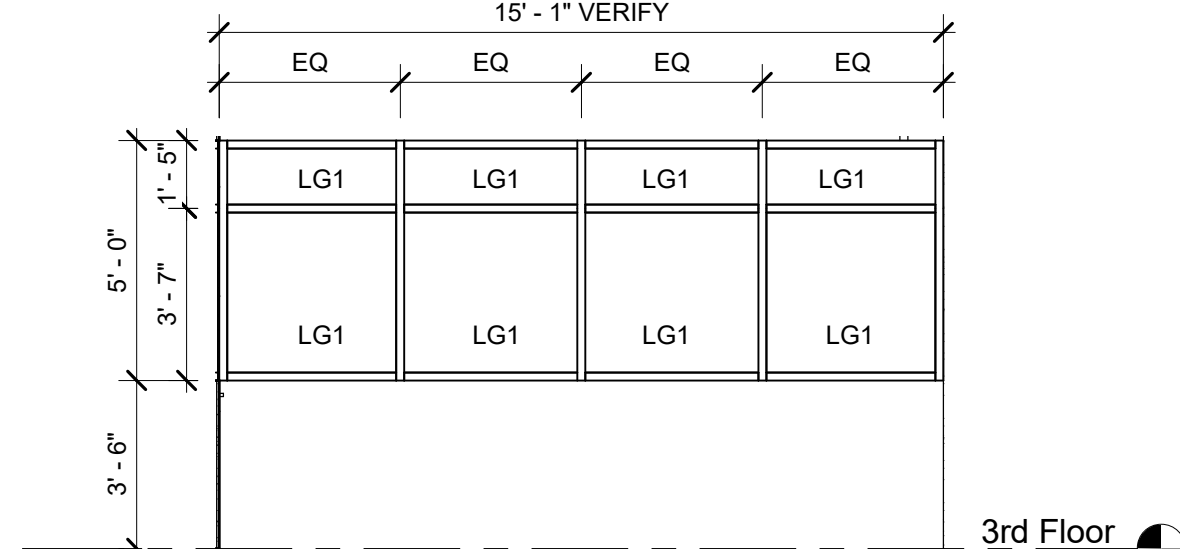 15' - 1" VERIFY
EQ EQ EQ EQ
1' - 5"
LG1 LG1 LG1 LG1
5' - 0"
3' - 7"
LG1 LG1 LG1 LG1
3' - 6"
3rd Floor